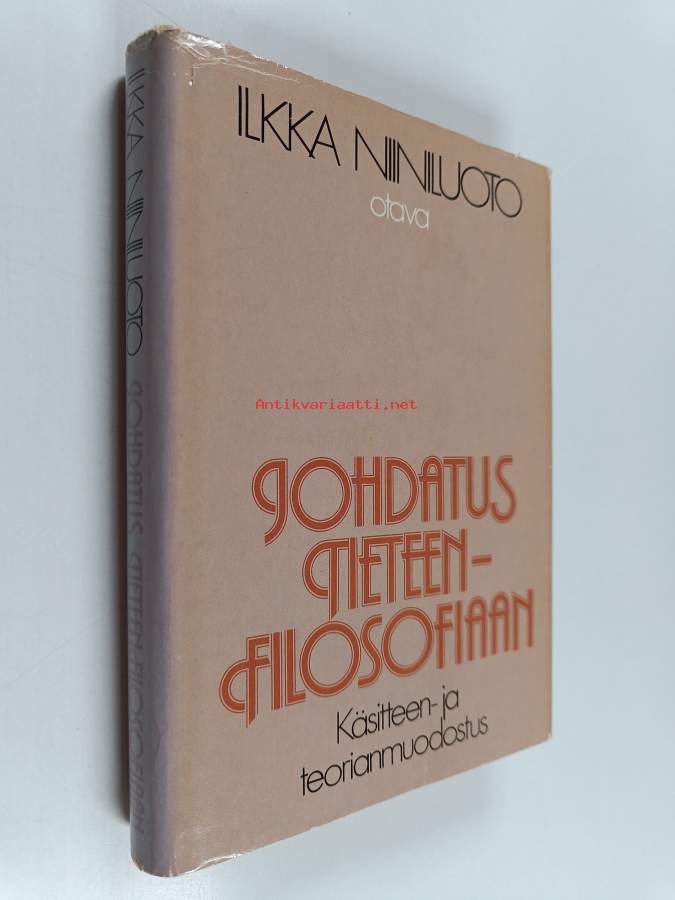 ILKKA NIINILUOTO
otava
Antikvariaatti.net
JOHDATUS
TIETEEN-
FILOSOFIAAN
Käsitteen- ja
teorianmuodostus
ILKKA NIINILUOTO JOHDATUS TIETEENFILOSOFIAAN